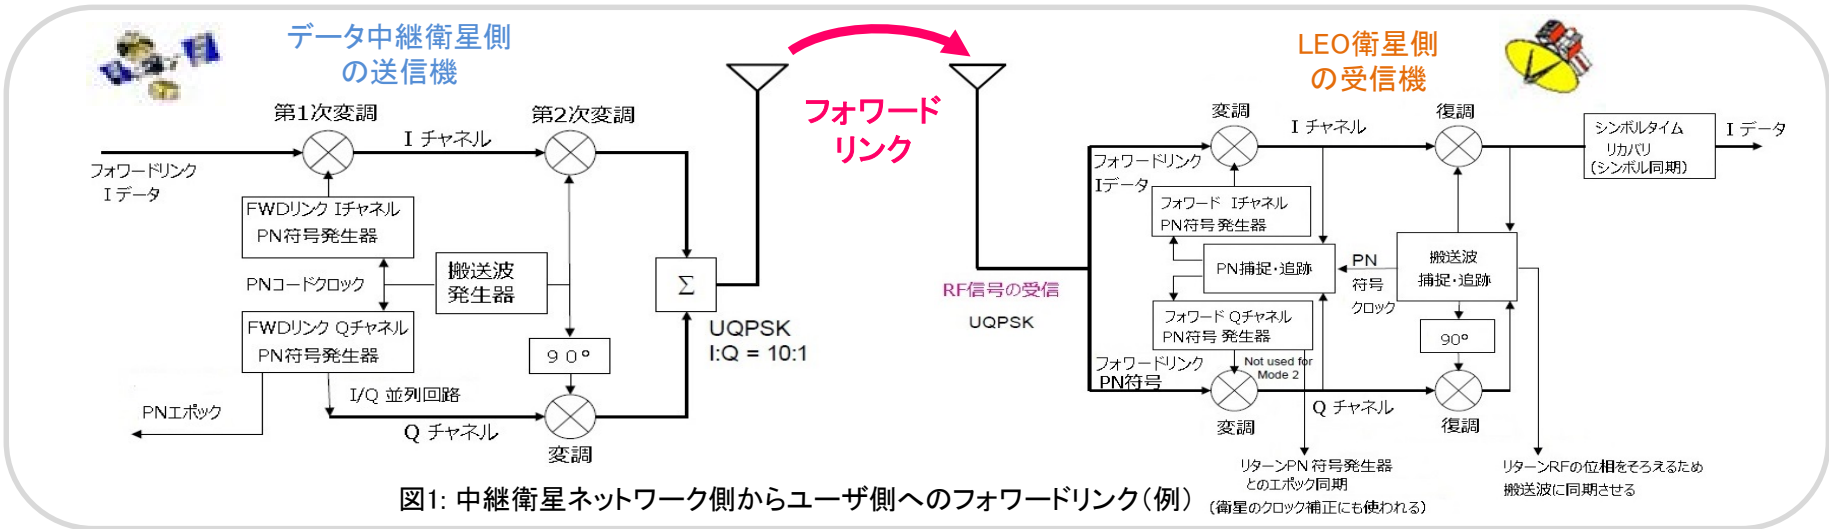 データ中継衛星側
の送信機
第1次変調
I チャネル
第2次変調
フォワードリンク
I データ
FWDリンク Iチャネル
PN符号発生器
PNコードクロック
搬送波
発生器
FWDリンク Qチャネル
PN符号発生器
90°
Σ
UQPSK
I:Q = 10:1
PNエポック
I/Q 並列回路
Q チャネル
変調
フォワード
リンク
LEO衛星側
の受信機
変調
I チャネル
復調
シンボルタイム
リカバリ
(シンボル同期)
I データ
フォワードリンク
Iデータ
フォワード Iチャネル
PN符号発生器
PN捕捉・追跡
PN
符号
クロック
搬送波
捕捉・追跡
RF信号の受信
UQPSK
フォワード Qチャネル
PN符号 発生器
90°
フォワードリンク
PN符号
Not used for
Mode 2
変調
Q チャネル
復調
リターンPN 符号発生器
とのエポック同期
(衛星のクロック補正にも使われる)
リターンRFの位相をそろえるため
搬送波に同期させる
図1: 中継衛星ネットワーク側からユーザ側へのフォワードリンク(例)